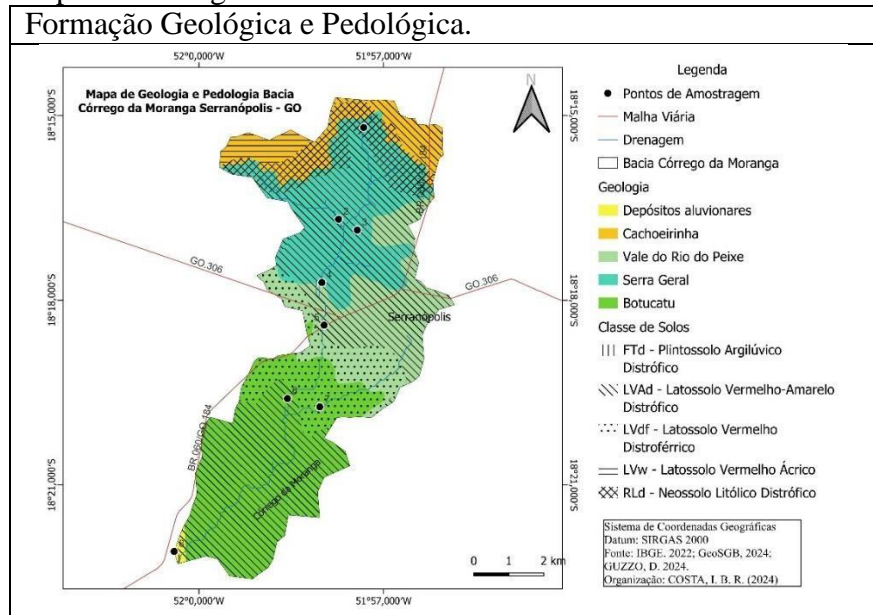 Formação Geológica e Pedológica.
52°0,000'W
51°57,000'W
Mapa de Geologia e Pedologia Bacia
Córrego da Moranga Serranópolis - GO
N
18°15,000'S
18°15,000'S
Legenda
Pontos de Amostragem
Malha Viária
Drenagem
Bacia Córrego da Moranga
Geologia
Depósitos aluvionares
Cachoeirinha
Vale do Rio do Peixe
Serra Geral
Botucatu
Classe de Solos
FTd - Plintossolo Argilúvico
Distrófico
LVAd - Latossolo Vermelho-Amarelo
Distrófico
LVdf - Latossolo Vermelho
Distroférrico
LVw - Latossolo Vermelho Ácrico
RLd - Neossolo Litólico Distrófico
GO.306
GO.306
18°18,000'S
18°18,000'S
Serranópolis
BR.060/GO.184
Córrego da Moranga
18°21,000'S
18°21,000'S
0 1 2 km
52°0,000'W
51°57,000'W
Sistema de Coordenadas Geográficas
Datum: SIRGAS 2000
Fonte: IBGE. 2022; GeoSGB, 2024;
GUZZO, D. 2024.
Organização: COSTA, I. B. R. (2024)